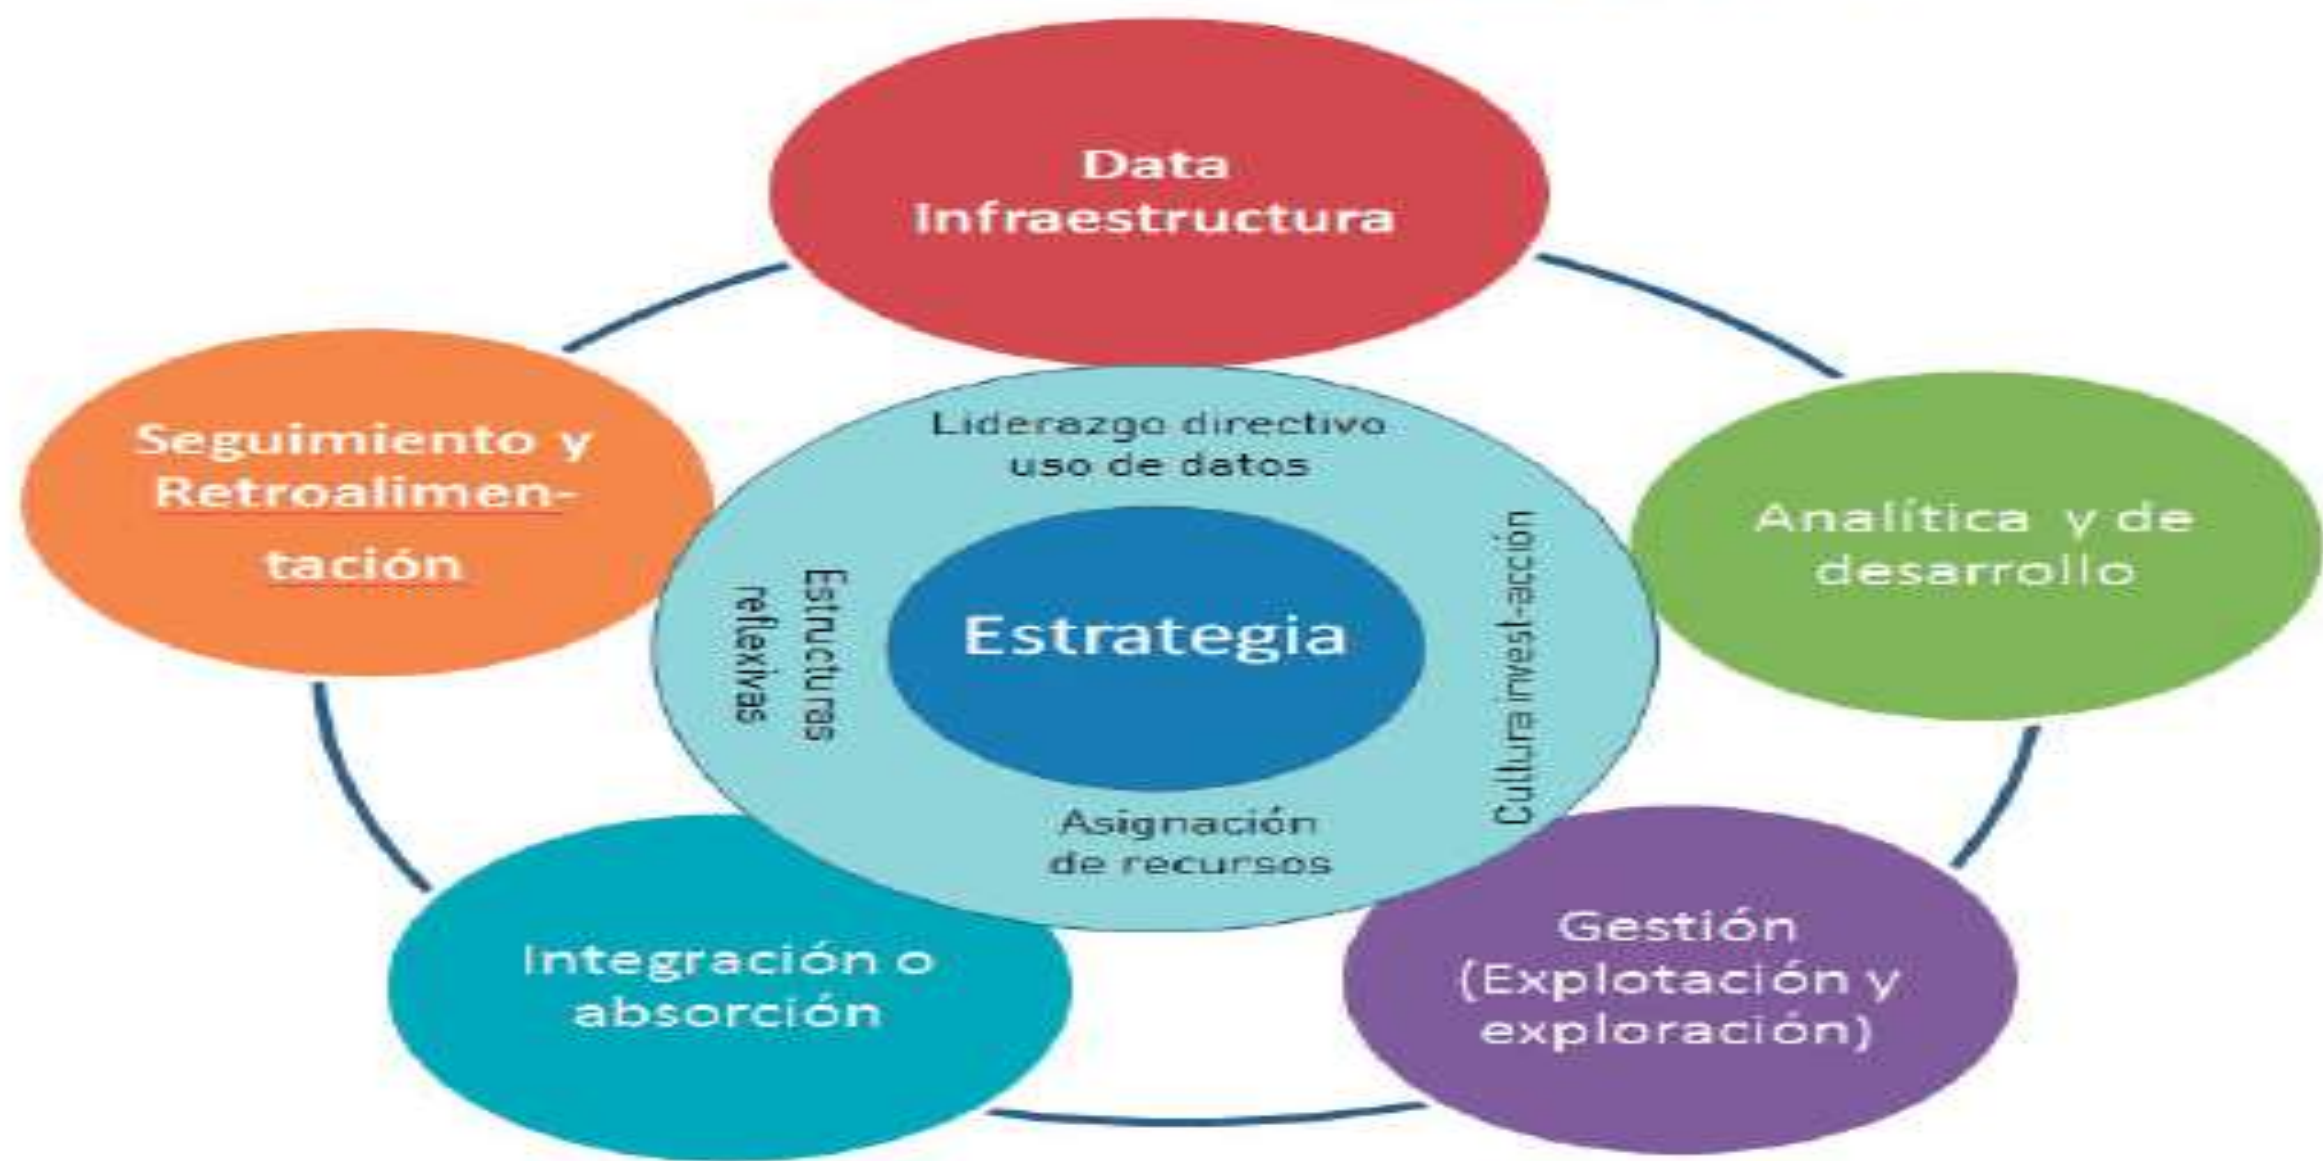 Data
Infraestructura
Seguimiento y
Retroalimen-
tación
Liderazgo directivo
uso de datos
Analítica y de
desarrollo
Estructuras
reflexivas
Estrategia
Cultura invest-acción
Asignación
de recursos
Integración o
absorción
Gestión
(Explotación y
exploración)